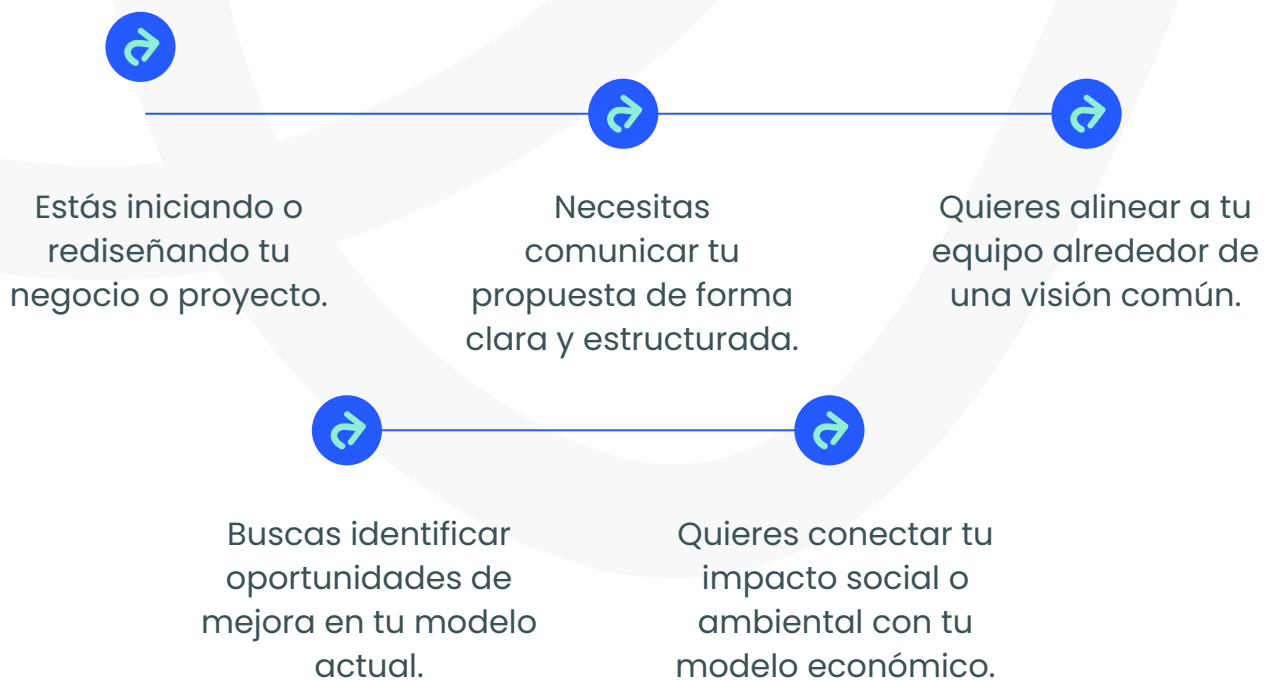 Estás iniciando o
rediseñando tu
negocio o proyecto.
Necesitas
comunicar tu
propuesta de forma
clara y estructurada.
Quieres alinear a tu
equipo alrededor de
una visión común.
Buscas identificar
oportunidades de
mejora en tu modelo
actual.
Quieres conectar tu
impacto social o
ambiental con tu
modelo económico.